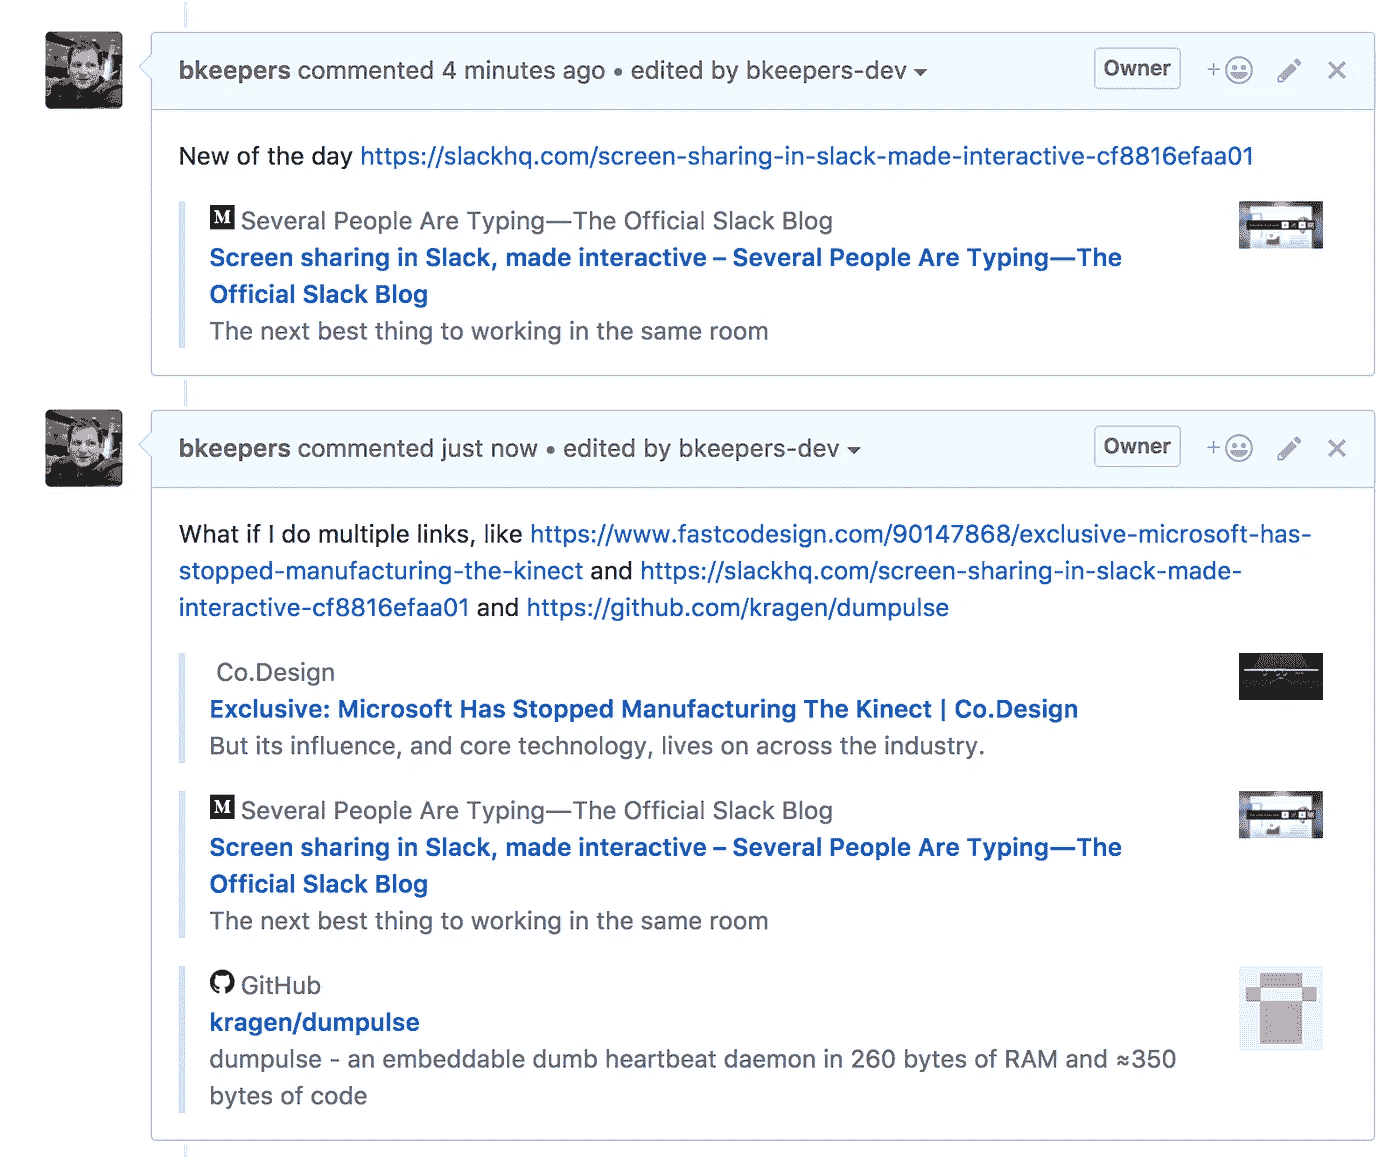 bkeepers commented 4 minutes ago • edited by bkeepers-dev
Owner
New of the day https://slackhq.com/screen-sharing-in-slack-made-interactive-cf8816efaa01
M Several People Are Typing—The Official Slack Blog
Screen sharing in Slack, made interactive – Several People Are Typing—The
Official Slack Blog
The next best thing to working in the same room
bkeepers commented just now • edited by bkeepers-dev
Owner
What if I do multiple links, like https://www.fastcodesign.com/90147868/exclusive-microsoft-has-
stopped-manufacturing-the-kinect and https://slackhq.com/screen-sharing-in-slack-made-
interactive-cf8816efaa01 and https://github.com/kragen/dumpulse
Co.Design
Exclusive: Microsoft Has Stopped Manufacturing The Kinect | Co.Design
But its influence, and core technology, lives on across the industry.
M Several People Are Typing—The Official Slack Blog
Screen sharing in Slack, made interactive – Several People Are Typing—The
Official Slack Blog
The next best thing to working in the same room
GitHub
kragen/dumpulse
dumpulse - an embeddable dumb heartbeat daemon in 260 bytes of RAM and ≈350
bytes of code